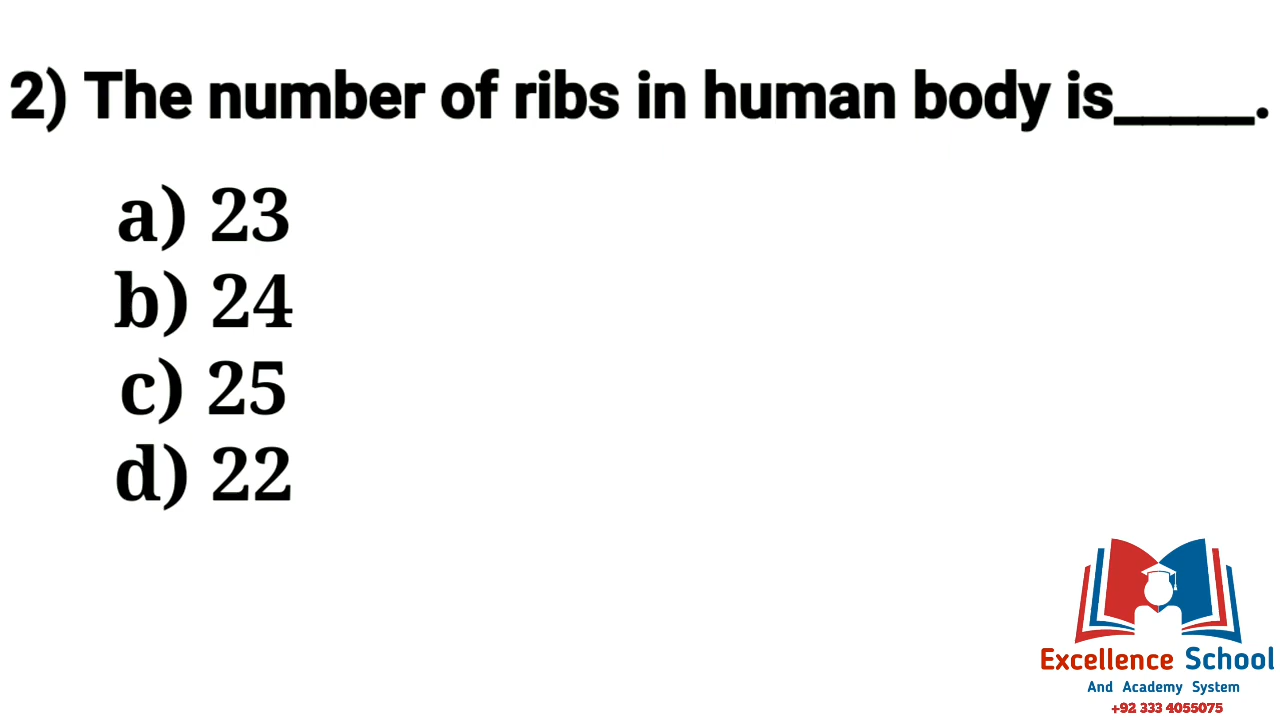 2) The number of ribs in human body is_____.
a) 23
b) 24
c) 25
d) 22
Excellence School
And Academy System
+92 333 4055075